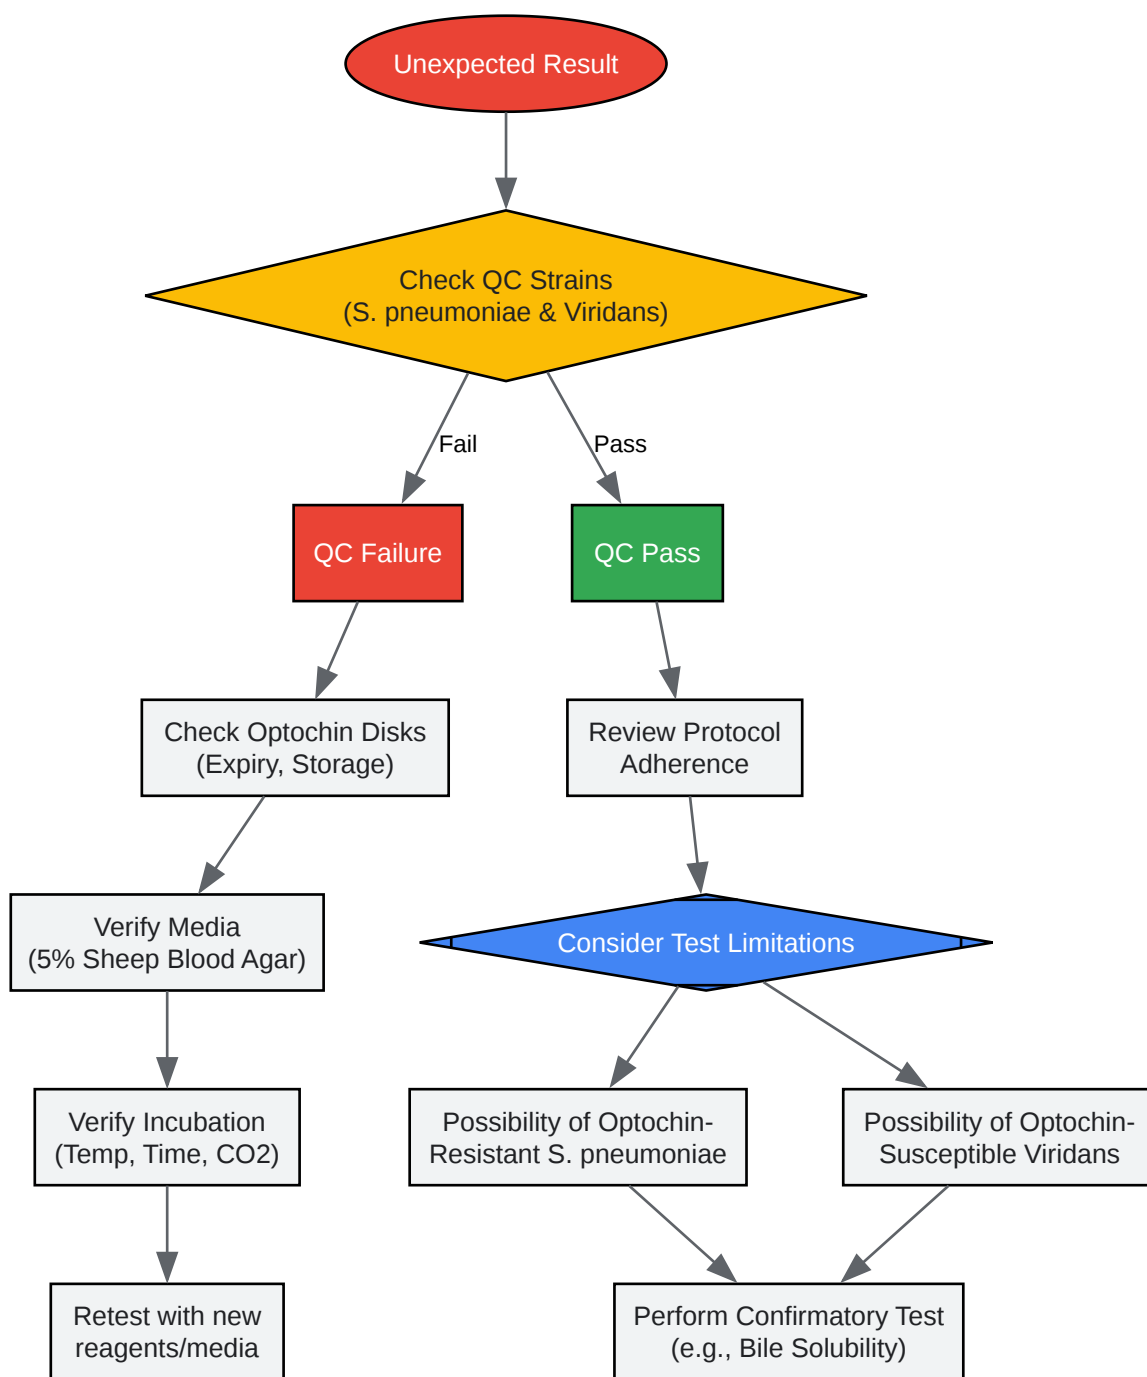 Unexpected Result
Check QC Strains
(S. pneumoniae & Viridans)
Fail
Pass
QC Failure
QC Pass
Check Optochin Disks
(Expiry, Storage)
Review Protocol
Adherence
Verify Media
(5% Sheep Blood Agar)
Consider Test Limitations
Verify Incubation
(Temp, Time, CO2)
Possibility of Optochin-
Resistant S. pneumoniae
Possibility of Optochin-
Susceptible Viridans
Retest with new
reagents/media
Perform Confirmatory Test
(e.g., Bile Solubility)